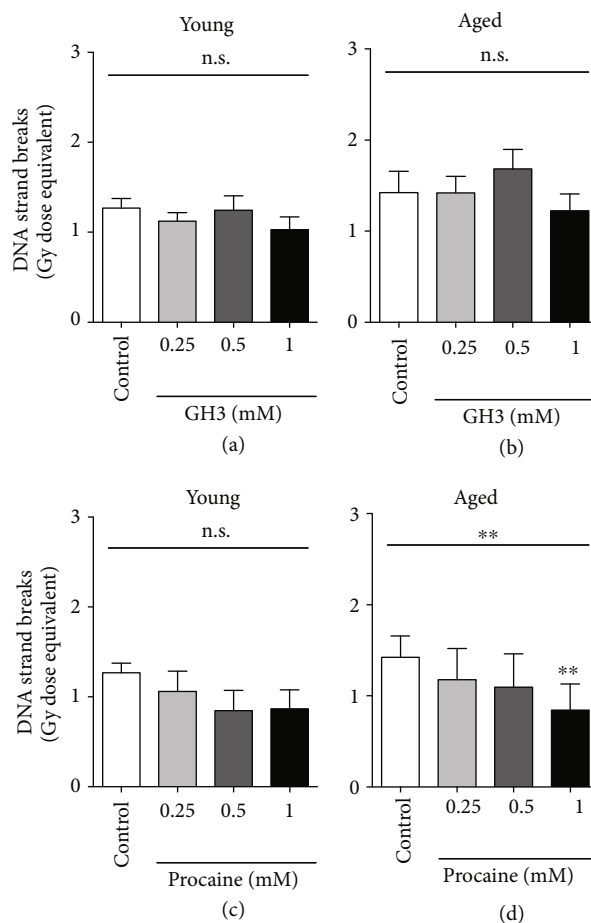 Young
Aged
n.s.
n.s.
3
2
1
0
3
2
1
0
DNA strand breaks
(Gy dose equivalent)
Control
0.25
0.5
1
Control
0.25
0.5
1
GH3 (mM)
GH3 (mM)
(a)
(b)
Young
Aged
n.s.
**
**
3
2
1
0
3
2
1
0
DNA strand breaks
(Gy dose equivalent)
Control
0.25
0.5
1
Control
0.25
0.5
1
Procaine (mM)
Procaine (mM)
(c)
(d)